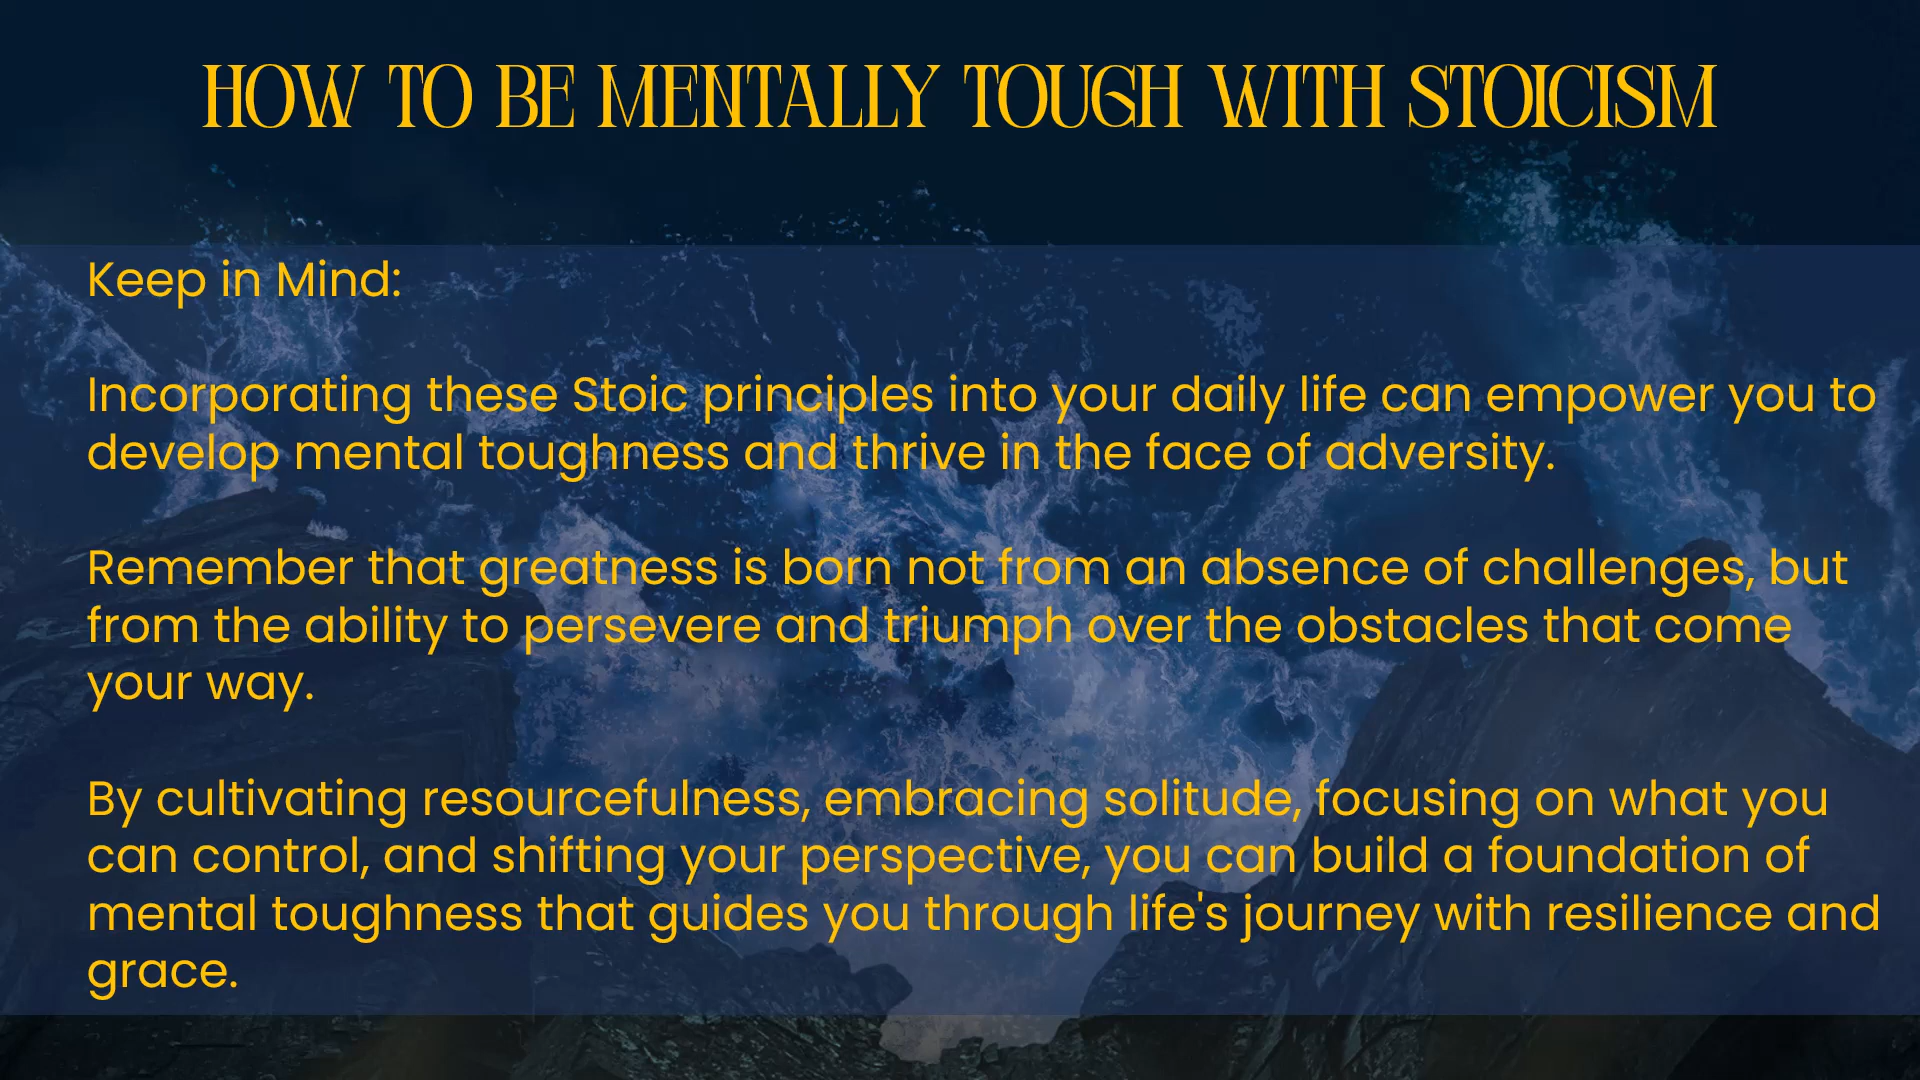 HOW TO BE MENTALLY TOUGH WITH STOICISM
Keep in Mind:
Incorporating these Stoic principles into your daily life can empower you to
develop mental toughness and thrive in the face of adversity.
Remember that greatness is born not from an absence of challenges, but
from the ability to persevere and triumph over the obstacles that come
your way.
By cultivating resourcefulness, embracing solitude, focusing on what you
can control, and shifting your perspective, you can build a foundation of
mental toughness that guides you through life's journey with resilience and
grace.